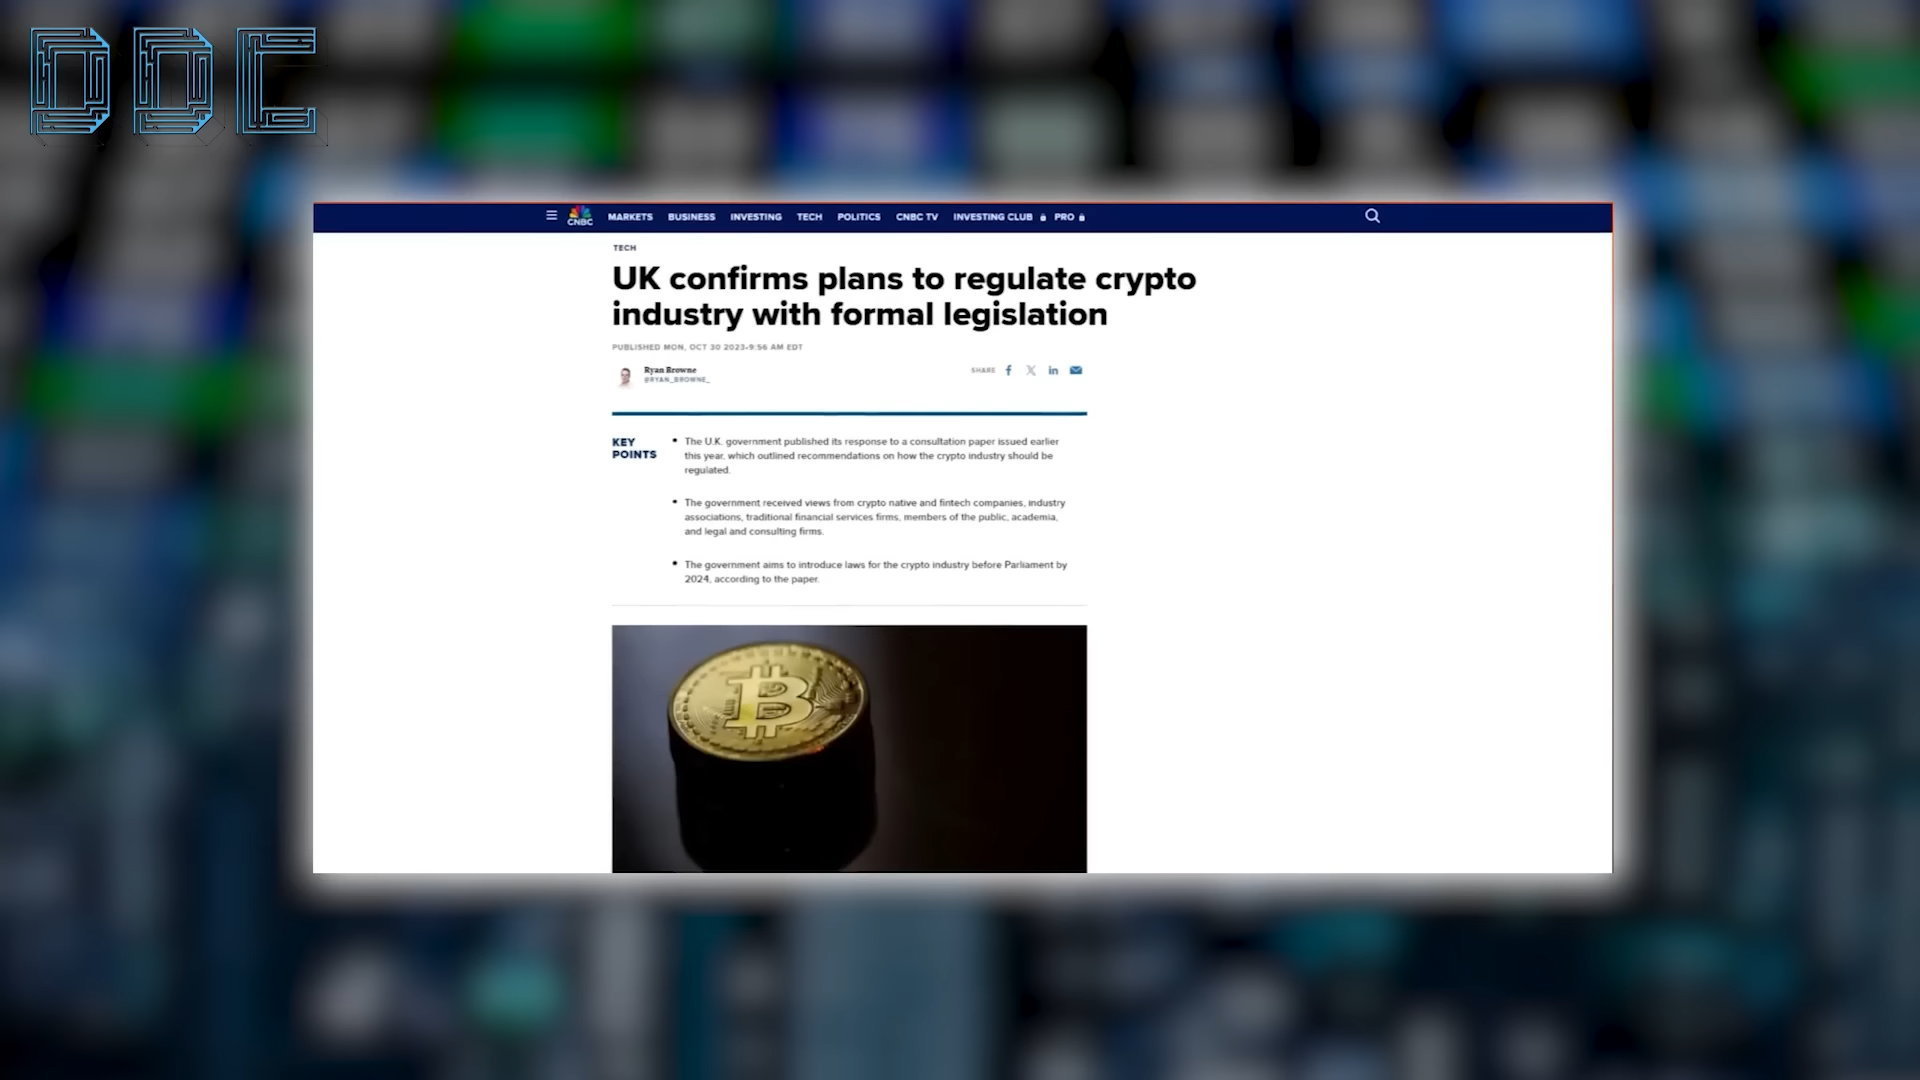 DDC
CNBC
MARKETS BUSINESS INVESTING TECH POLITICS CNBC TV INVESTING CLUB PRO
TECH
UK confirms plans to regulate crypto
industry with formal legislation
PUBLISHED MON, OCT 30 2023•9:56 AM EDT
Ryan Browne
@RYAN_BROWNE_
SHARE
KEY
POINTS
• The U.K. government published its response to a consultation paper issued earlier
this year, which outlined recommendations on how the crypto industry should be
regulated.
• The government received views from crypto native and fintech companies, industry
associations, traditional financial services firms, members of the public, academia,
and legal and consulting firms.
• The government aims to introduce laws for the crypto industry before Parliament by
2024, according to the paper.